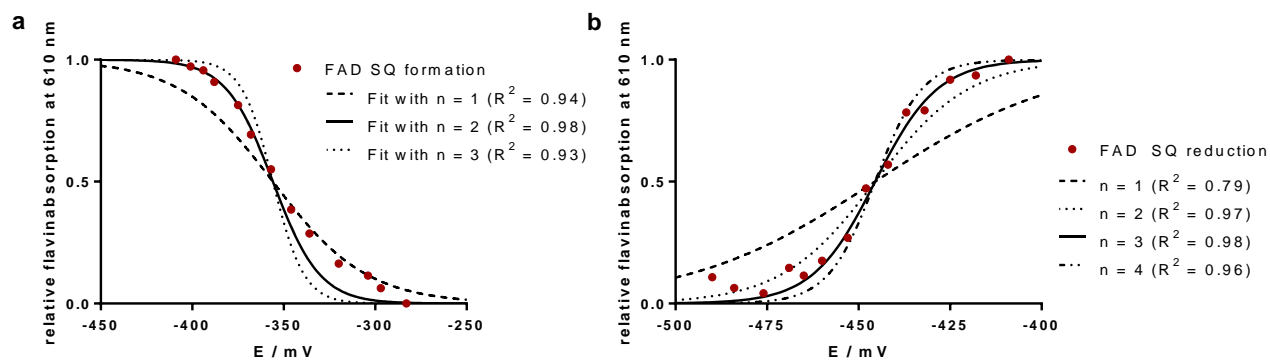 a
relative flavinabsorption at 610 nm
1.0
0.5
0.0
-450
-400
-350
-300
-250
E / mV
FAD SQ formation
Fit with n = 1 (R² = 0.94)
Fit with n = 2 (R² = 0.98)
Fit with n = 3 (R² = 0.93)
b
relative flavinabsorption at 610 nm
1.0
0.5
0.0
-500
-475
-450
-425
-400
E / mV
FAD SQ reduction
n = 1 (R² = 0.79)
n = 2 (R² = 0.97)
n = 3 (R² = 0.98)
n = 4 (R² = 0.96)